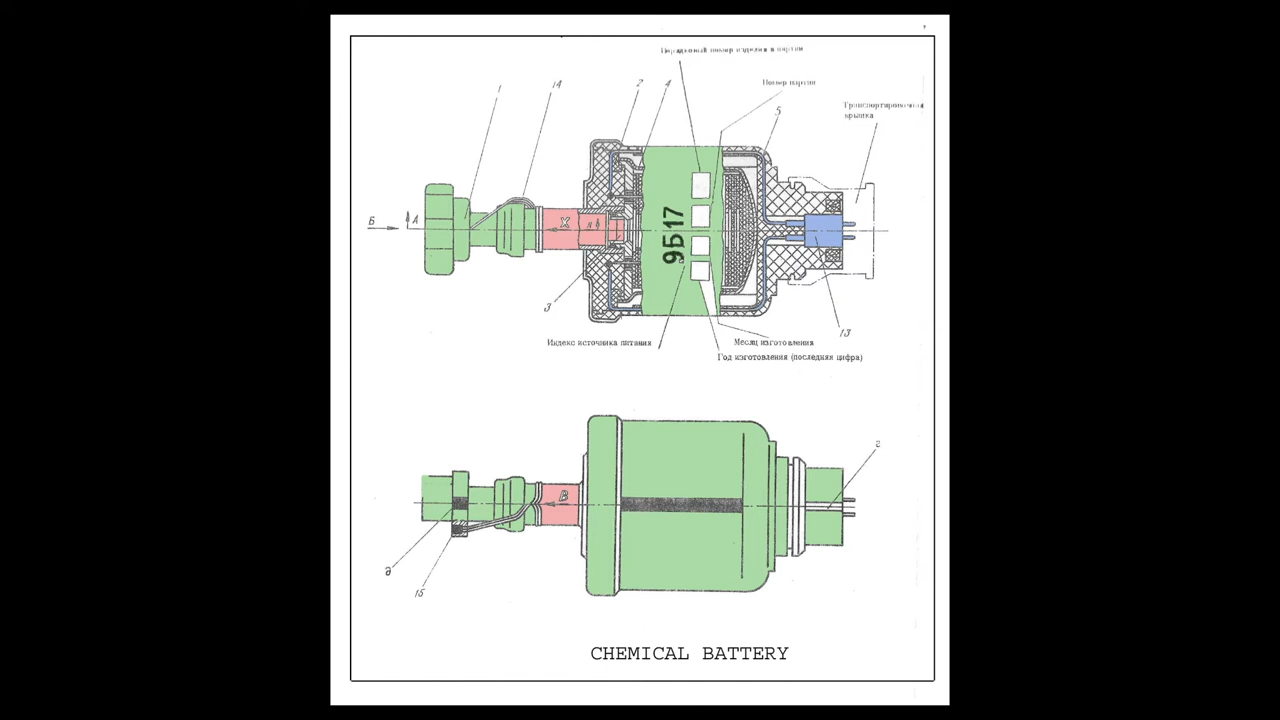 Порядковый номер изделия в партии
Номер партии
Транспортировочная
крышка
1
14
2
4
5
Б
А
X
9Б17
3
13
Индекс источника питания
Месяц изготовления
Год изготовления (последняя цифра)
г
В
д
15
CHEMICAL BATTERY